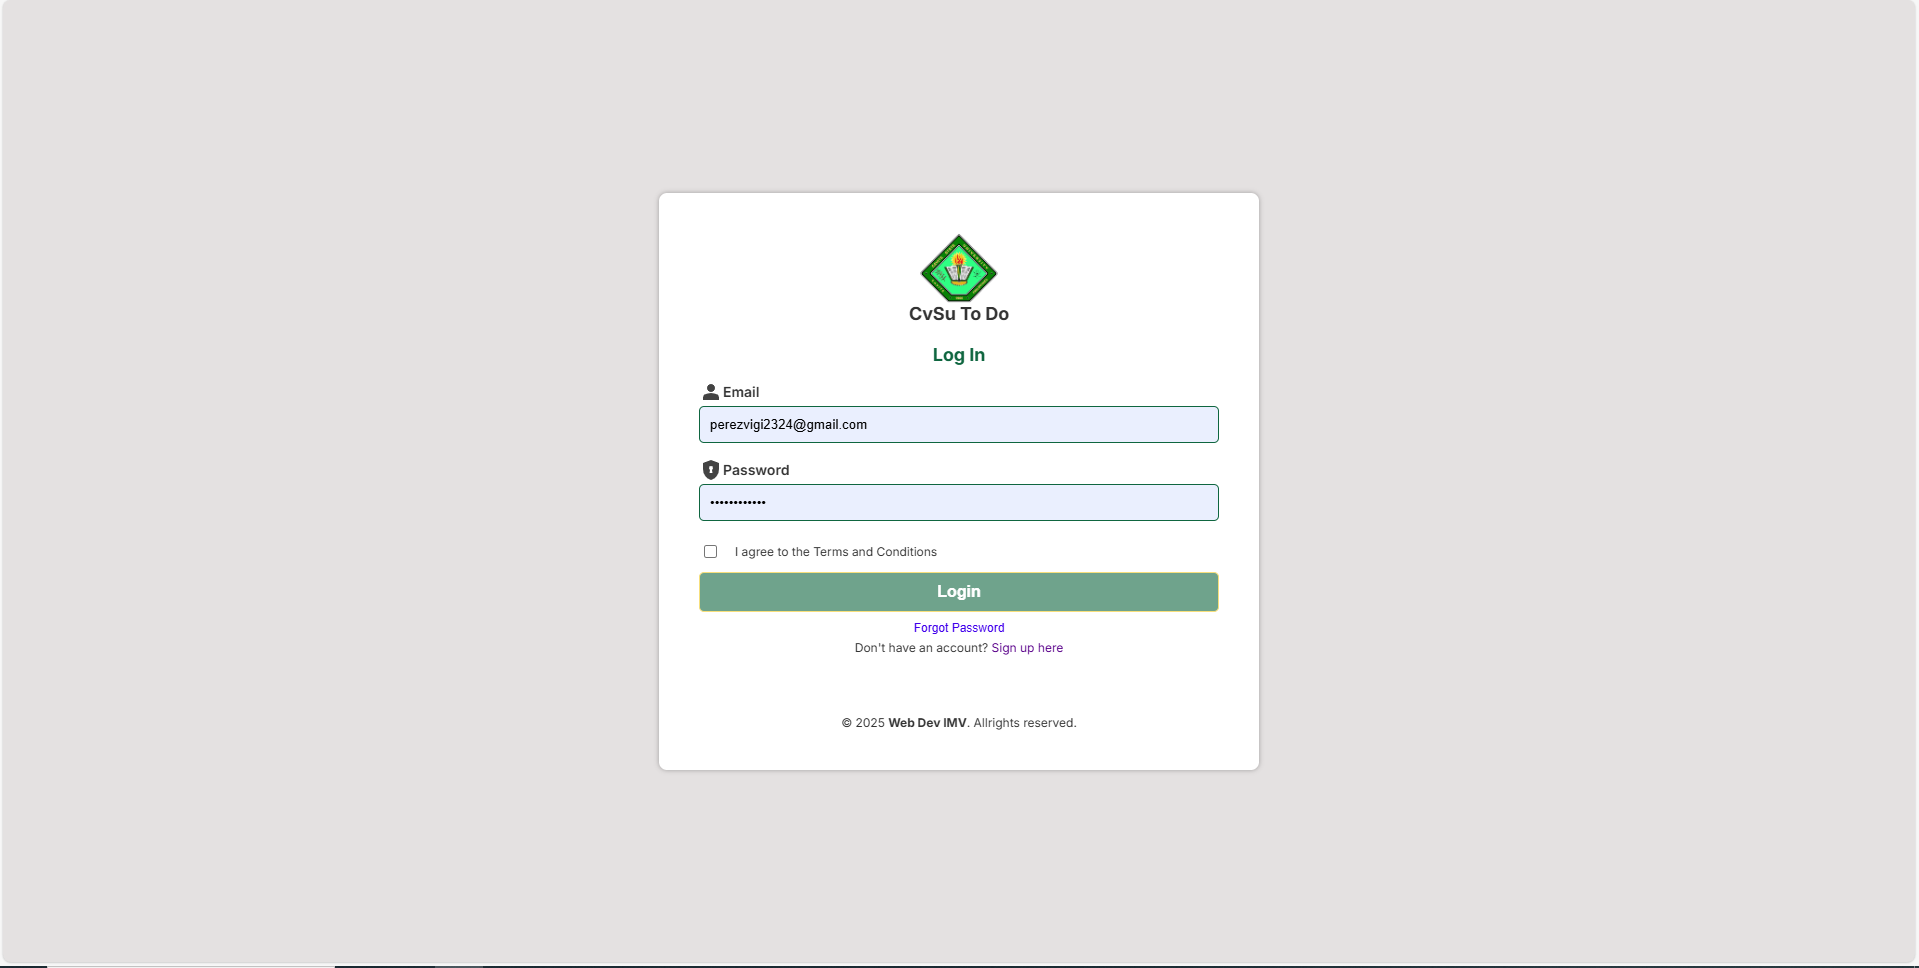 CvSu To Do
Log In
Email
perezvigi2324@gmail.com
Password
••••••••••••
I agree to the Terms and Conditions
Login
Forgot Password
Don't have an account? Sign up here
© 2025 Web Dev IMV. Allrights reserved.